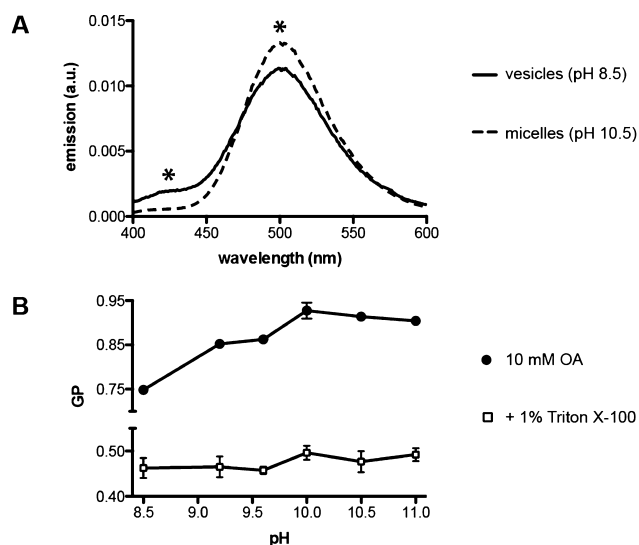 A
0.015
0.010
0.005
0.000
emission (a.u.)
*
*
400 450 500 550 600
wavelength (nm)
vesicles (pH 8.5)
micelles (pH 10.5)
B
0.95
0.85
0.75
0.50
0.40
GP
8.5 9.0 9.5 10.0 10.5 11.0
pH
10 mM OA
+ 1% Triton X-100